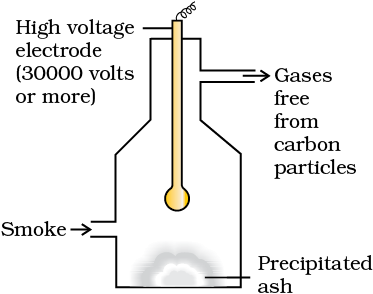 High voltage
electrode
(30000 volts
or more)
Gases
free
from
carbon
particles
Smoke
Precipitated
ash